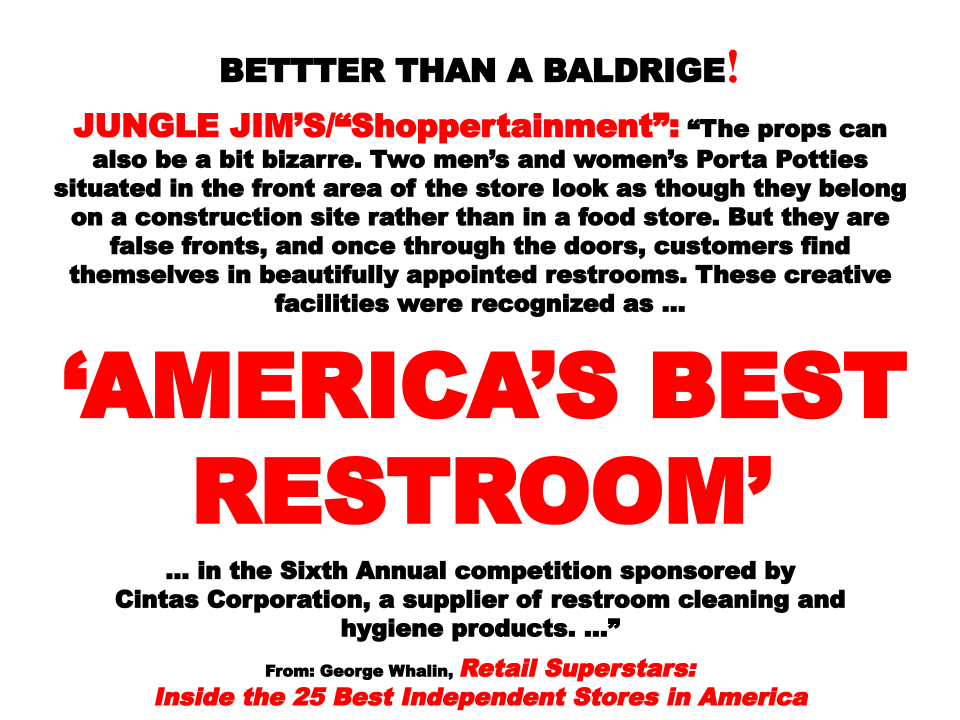 BETTTER THAN A BALDRIGE!
JUNGLE JIM’S/“Shoppertainment”: “The props can
also be a bit bizarre. Two men’s and women’s Porta Potties
situated in the front area of the store look as though they belong
on a construction site rather than in a food store. But they are
false fronts, and once through the doors, customers find
themselves in beautifully appointed restrooms. These creative
facilities were recognized as …
‘AMERICA’S BEST
RESTROOM’
… in the Sixth Annual competition sponsored by
Cintas Corporation, a supplier of restroom cleaning and
hygiene products. …”
From: George Whalin, Retail Superstars:
Inside the 25 Best Independent Stores in America